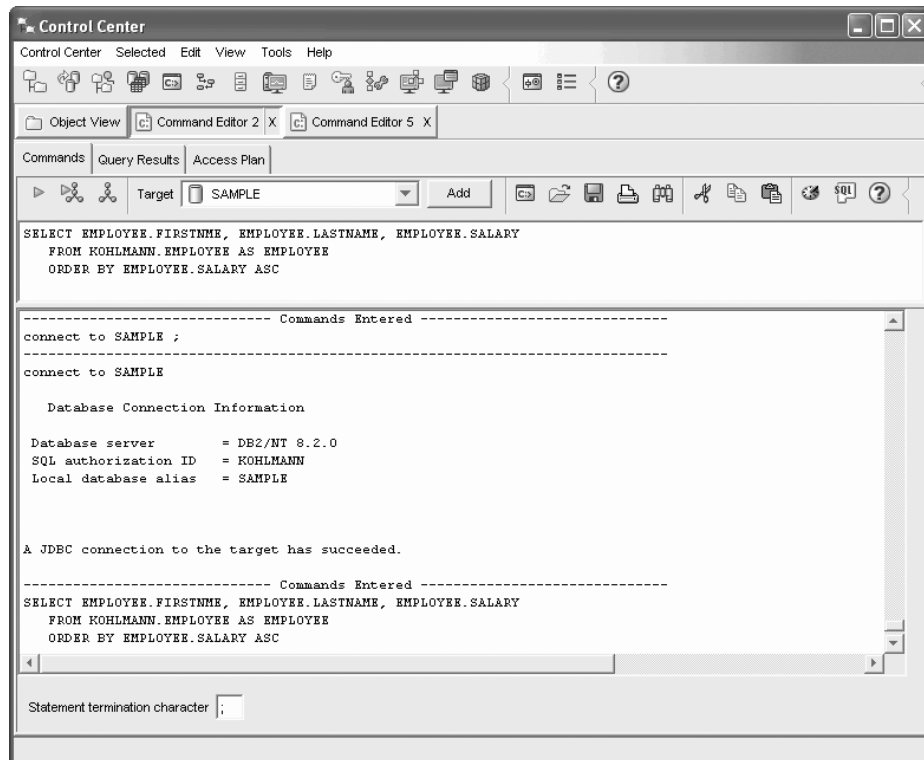 Control Center
Control Center Selected Edit View Tools Help
Object View Command Editor 2 X Command Editor 5 X
Commands Query Results Access Plan
Target SAMPLE Add
SELECT EMPLOYEE.FIRSTNME, EMPLOYEE.LASTNAME, EMPLOYEE.SALARY
FROM KOHLMANN.EMPLOYEE AS EMPLOYEE
ORDER BY EMPLOYEE.SALARY ASC
------------------------------ Commands Entered ------------------------------
connect to SAMPLE ;
------------------------------------------------------------------------------
connect to SAMPLE
Database Connection Information
Database server = DB2/NT 8.2.0
SQL authorization ID = KOHLMANN
Local database alias = SAMPLE
A JDBC connection to the target has succeeded.
------------------------------ Commands Entered ------------------------------
SELECT EMPLOYEE.FIRSTNME, EMPLOYEE.LASTNAME, EMPLOYEE.SALARY
FROM KOHLMANN.EMPLOYEE AS EMPLOYEE
ORDER BY EMPLOYEE.SALARY ASC
Statement termination character ;